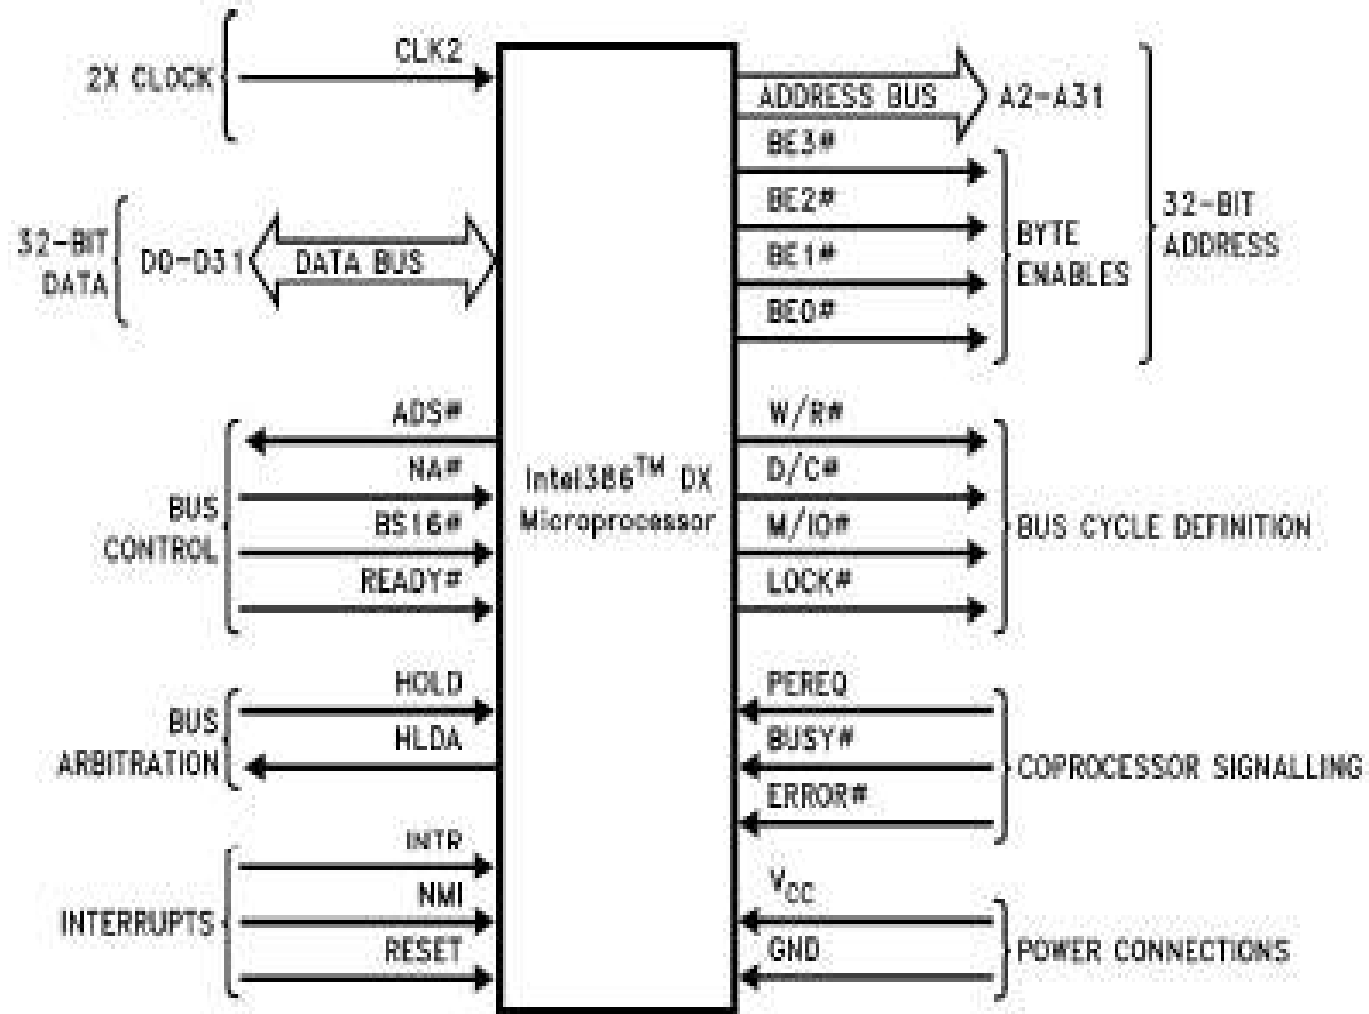 CLK2
2X CLOCK
32-BIT
DATA
D0-D31
DATA BUS
ADS#
NA#
BS16#
READY#
BUS
CONTROL
HOLD
HLDA
BUS
ARBITRATION
INTR
NMI
RESET
INTERRUPTS
Intel386™ DX
Microprocessor
ADDRESS BUS
A2-A31
BE3#
BE2#
BE1#
BE0#
BYTE
ENABLES
32-BIT
ADDRESS
W/R#
D/C#
M/IO#
LOCK#
BUS CYCLE DEFINITION
PEREQ
BUSY#
ERROR#
COPROCESSOR SIGNALLING
VCC
GND
POWER CONNECTIONS